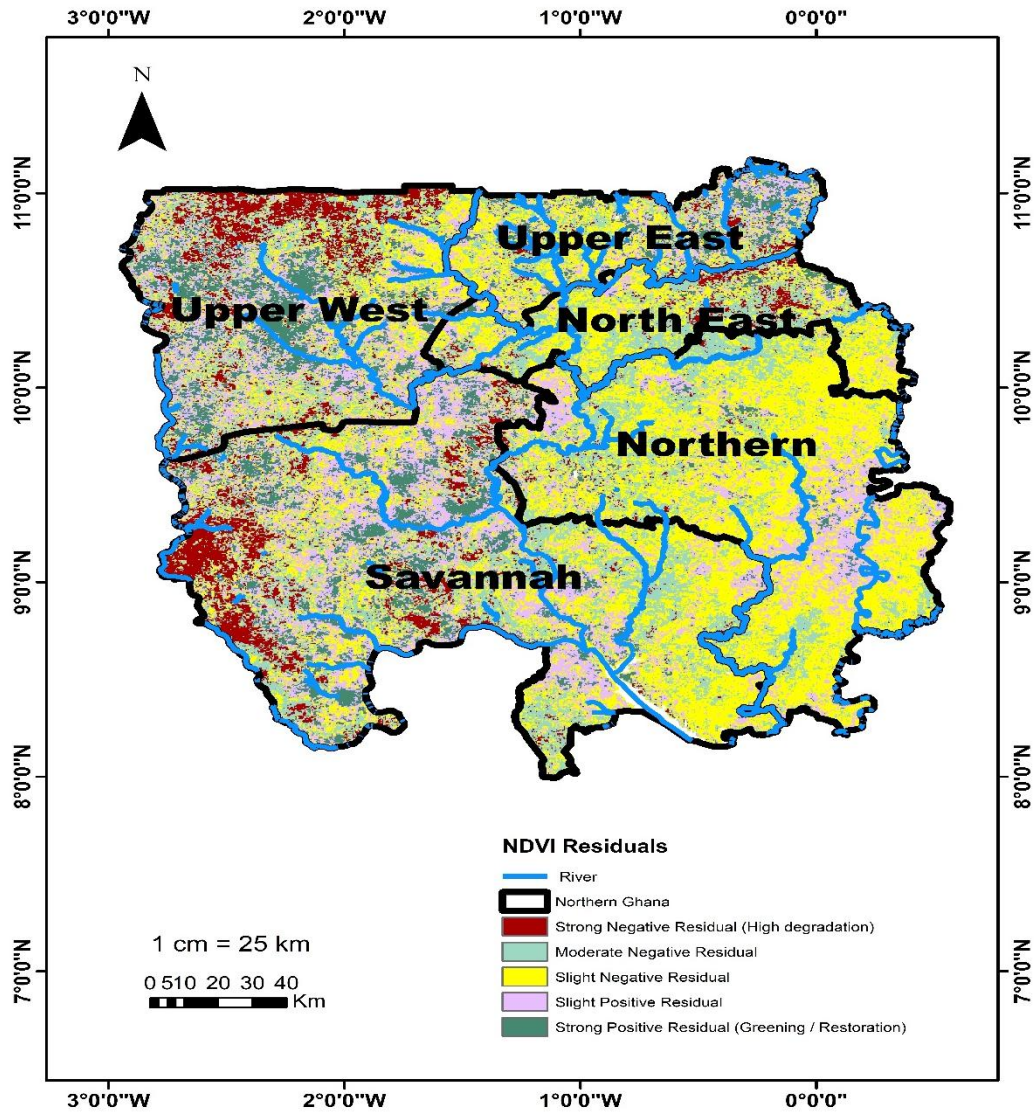 3°0'0"W 2°0'0"W 1°0'0"W 0°0'0"
N
11°0'0"N 11°0'0"N
Upper East
Upper West
North East
10°0'0"N 10°0'0"N
Northern
Savannah
9°0'0"N 9°0'0"N
8°0'0"N 8°0'0"N
NDVI Residuals
River
Northern Ghana
Strong Negative Residual (High degradation)
Moderate Negative Residual
Slight Negative Residual
Slight Positive Residual
Strong Positive Residual (Greening / Restoration)
1 cm = 25 km
0 5 10 20 30 40
Km
7°0'0"N 7°0'0"N
3°0'0"W 2°0'0"W 1°0'0"W 0°0'0"